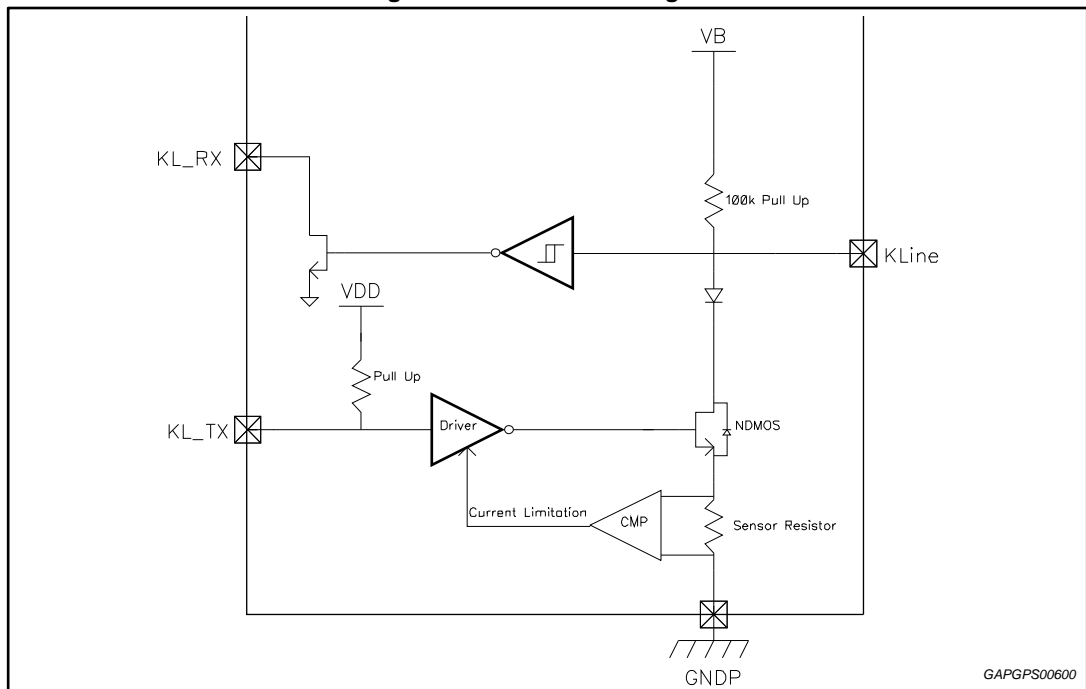 VB
KL_RX
100k Pull Up
KLine
VDD
Pull Up
KL_TX
Driver
NDMOS
Current Limitation
CMP
Sensor Resistor
GNDP
GAPGPS00600